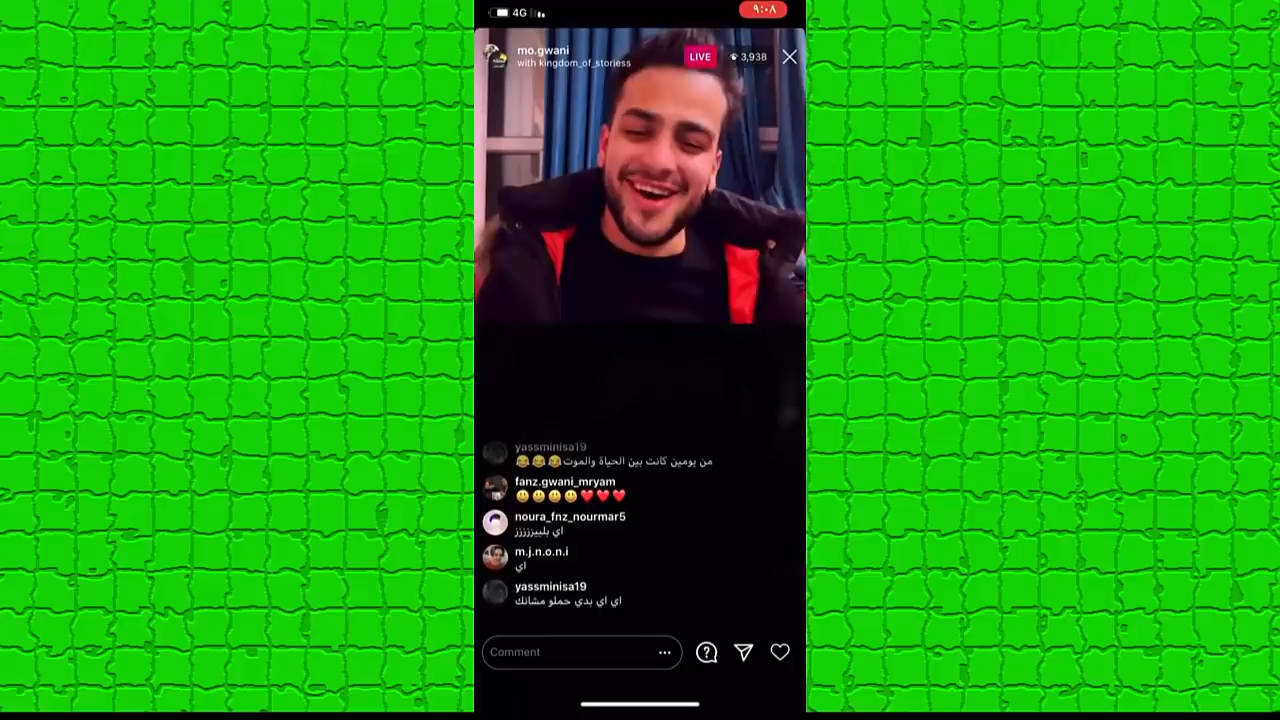 4G
٩:٠٨
mo.gwani
with kingdom_of_storiess
LIVE
3,938
yassminisa19
من يومين كانت بين الحياة والموت😂😂😂
fanz.gwani_mryam
😃😃😃😃❤️❤️❤️
noura_fnz_nourmar5
اي بلييززززز
m.j.n.o.n.i
اي
yassminisa19
اي اي بدي حملو مشانك
Comment